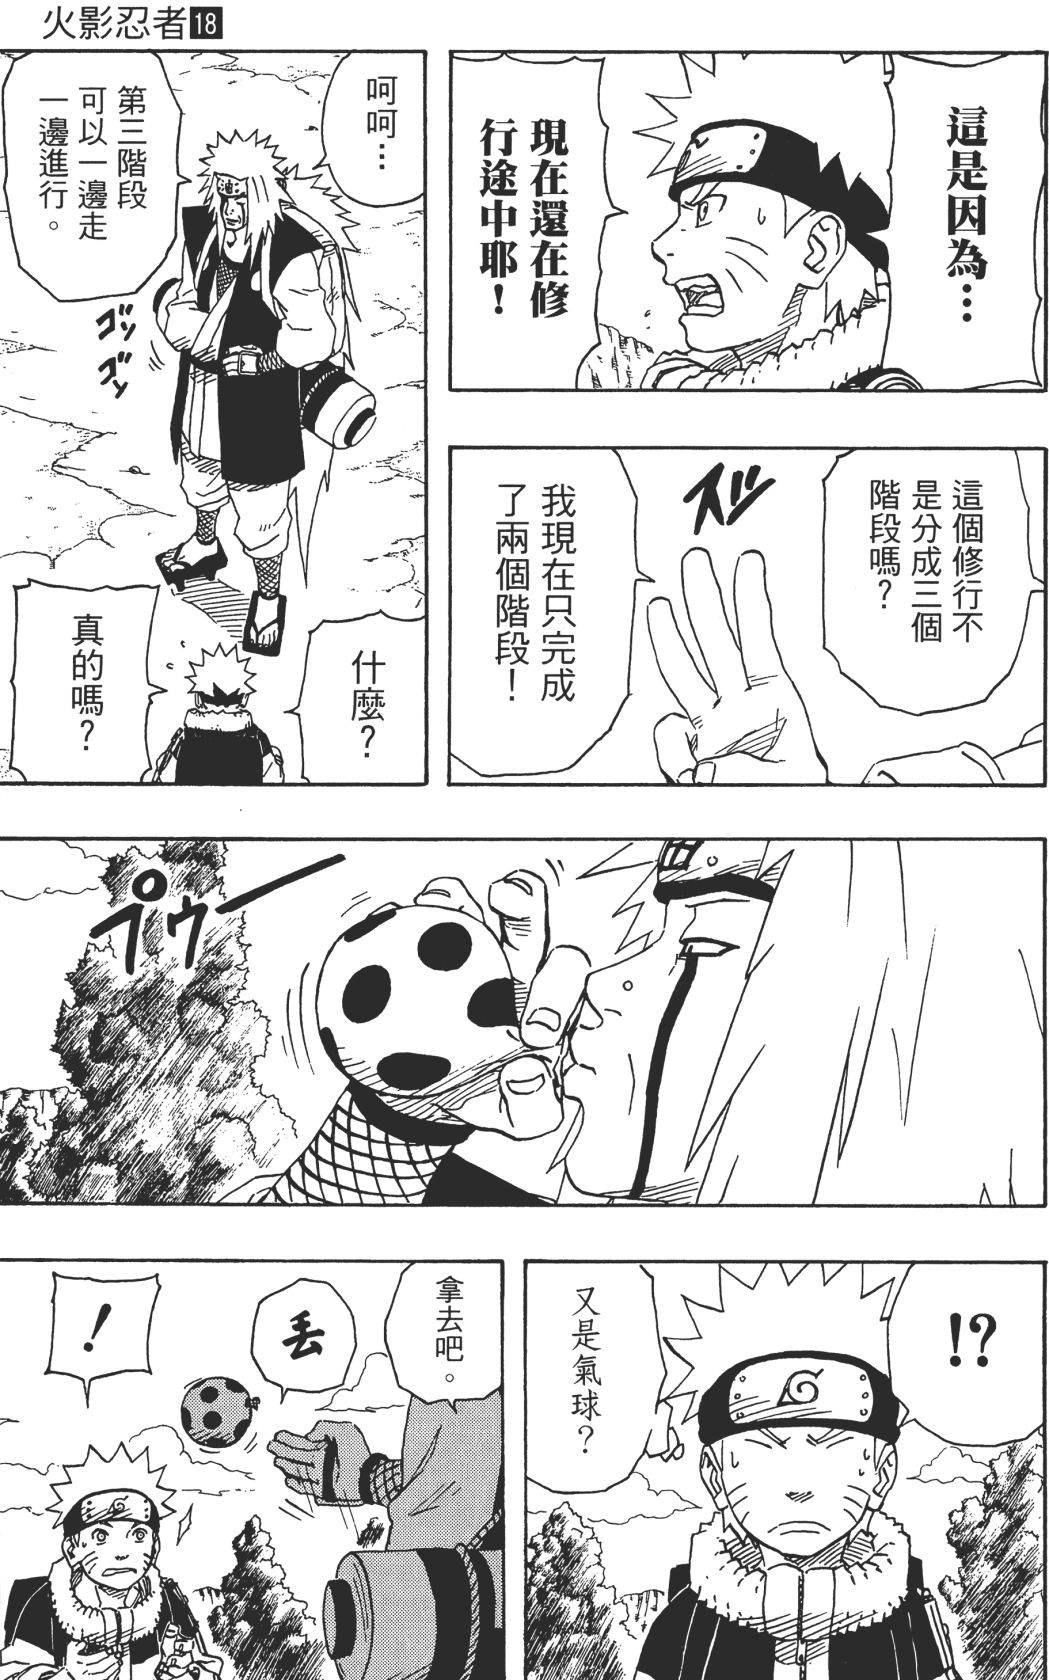 火影忍者18
這是因為…
現在還在修
行途中耶！
這個修行不
是分成三個
階段嗎？
ズッ
我現在只完成
了兩個階段！
呵呵…
第三階段
可以一邊走
一邊進行。
ゴソ
ゴソ
什麼？
真的嗎？
プゥー
！？
又是氣球？
拿去吧。
丟
！